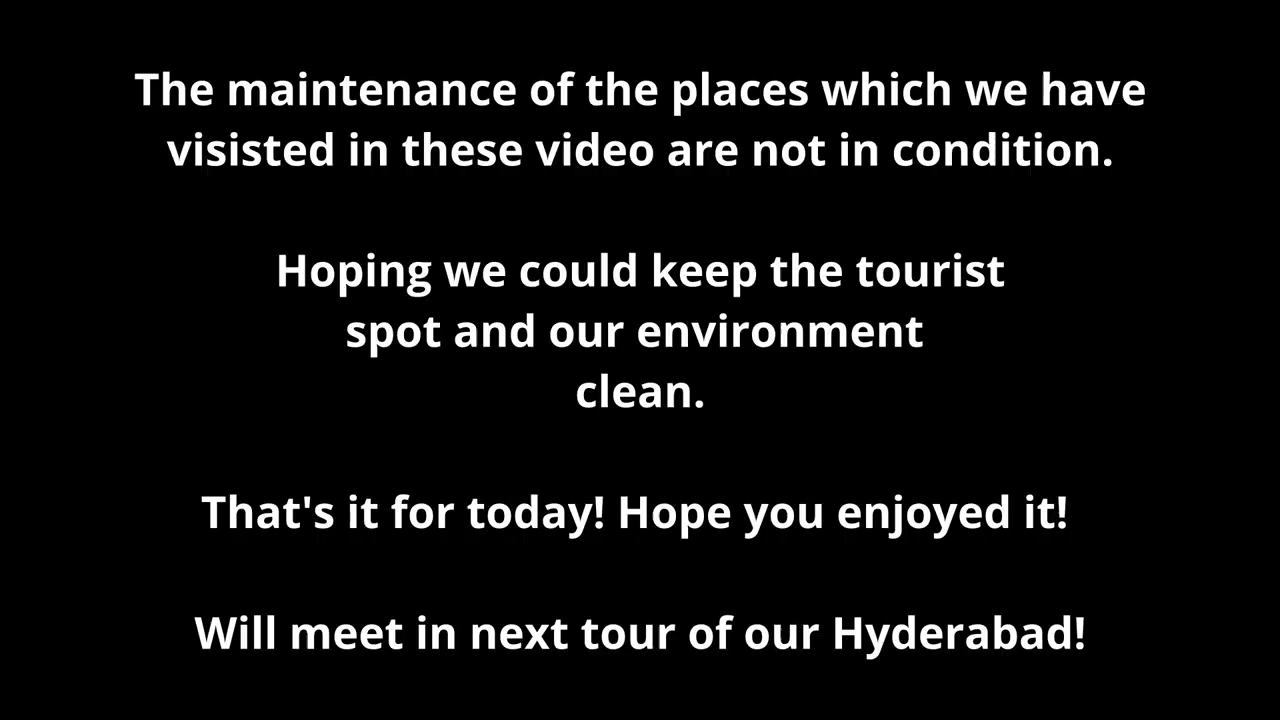 The maintenance of the places which we have
visisted in these video are not in condition.
Hoping we could keep the tourist
spot and our environment
clean.
That's it for today! Hope you enjoyed it!
Will meet in next tour of our Hyderabad!